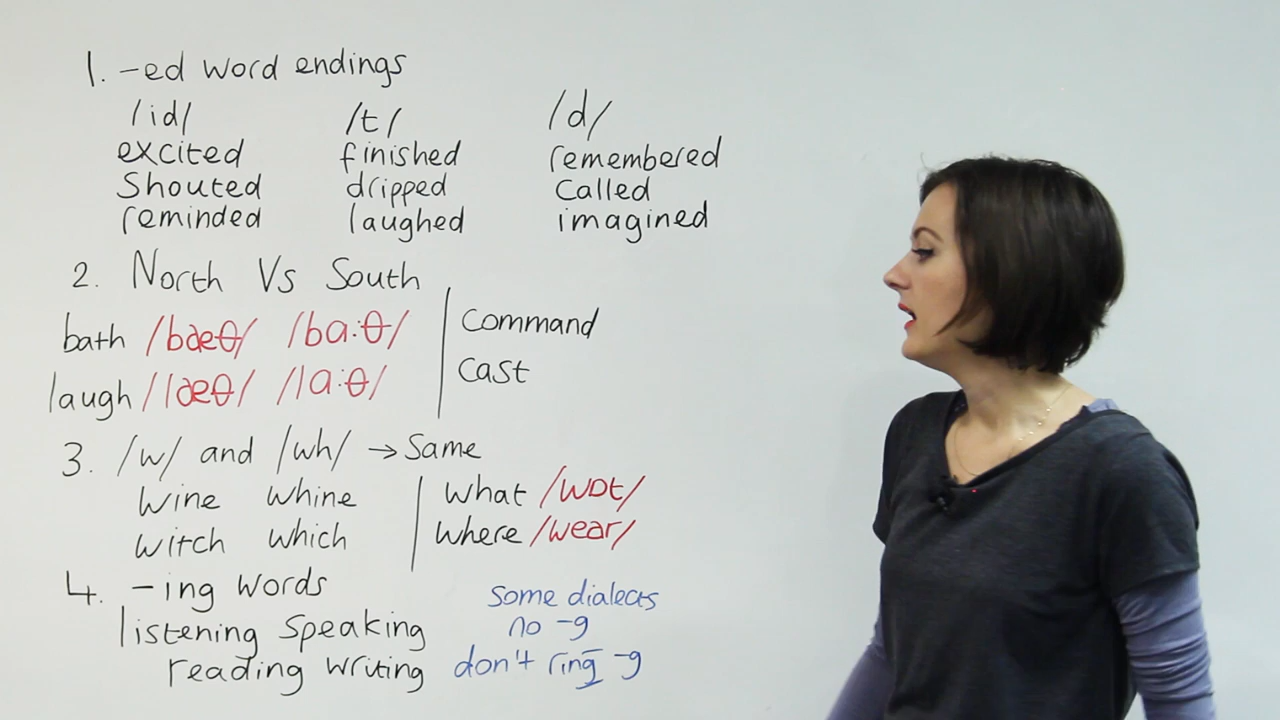 1. -ed word endings
/id/ /t/ /d/
excited finished remembered
Shouted dripped called
reminded laughed imagined
2. North Vs South
bath /bæθ/ /ba:θ/ | Command
laugh /læθ/ /la:θ/ | Cast
3. /w/ and /wh/ → Same
wine whine | what /wɒt/
witch which | where /wear/
4. -ing words
listening speaking
reading writing
some dialects
no -g
don't ring -g